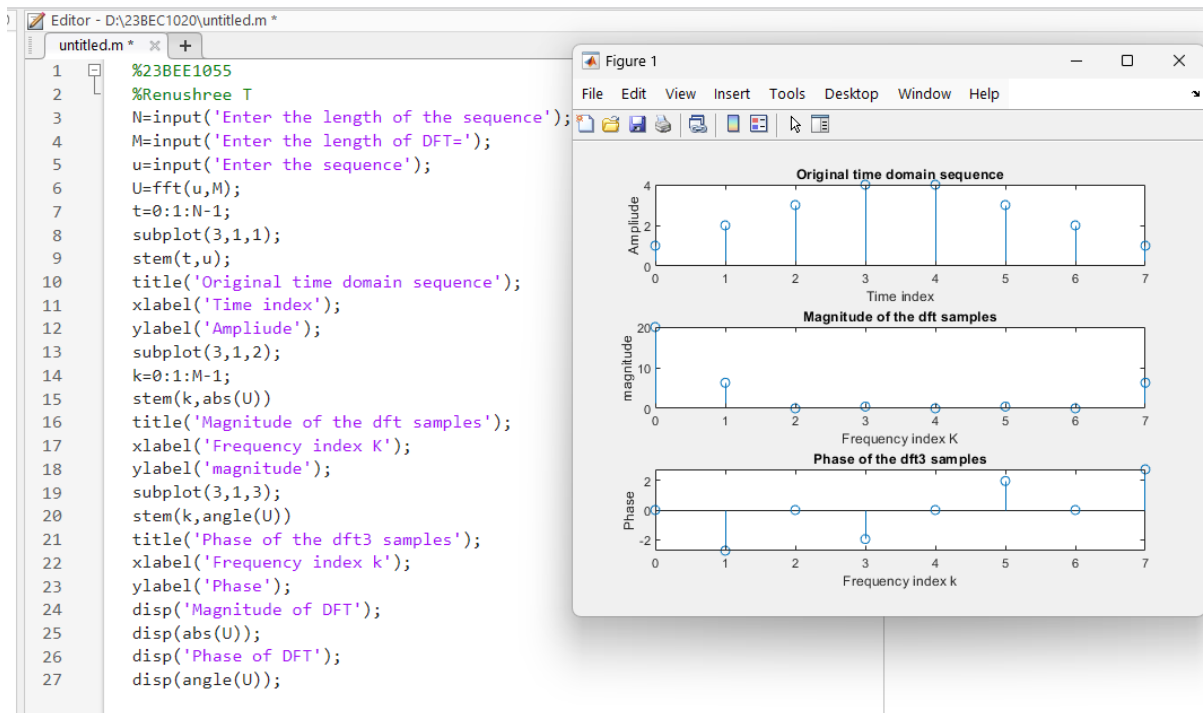 Editor - D:\23BEC1020\untitled.m *
untitled.m * × +
1 %23BEE1055
2 %Renushree T
3 N=input('Enter the length of the sequence');
4 M=input('Enter the length of DFT=');
5 u=input('Enter the sequence');
6 U=fft(u,M);
7 t=0:1:N-1;
8 subplot(3,1,1);
9 stem(t,u);
10 title('Original time domain sequence');
11 xlabel('Time index');
12 ylabel('Ampliude');
13 subplot(3,1,2);
14 k=0:1:M-1;
15 stem(k,abs(U))
16 title('Magnitude of the dft samples');
17 xlabel('Frequency index K');
18 ylabel('magnitude');
19 subplot(3,1,3);
20 stem(k,angle(U))
21 title('Phase of the dft3 samples');
22 xlabel('Frequency index k');
23 ylabel('Phase');
24 disp('Magnitude of DFT');
25 disp(abs(U));
26 disp('Phase of DFT');
27 disp(angle(U));
Figure 1
File Edit View Insert Tools Desktop Window Help
Original time domain sequence
Ampliude
4
2
0
0 1 2 3 4 5 6 7
Time index
Magnitude of the dft samples
magnitude
20
10
0
0 1 2 3 4 5 6 7
Frequency index K
Phase of the dft3 samples
Phase
2
0
-2
0 1 2 3 4 5 6 7
Frequency index k